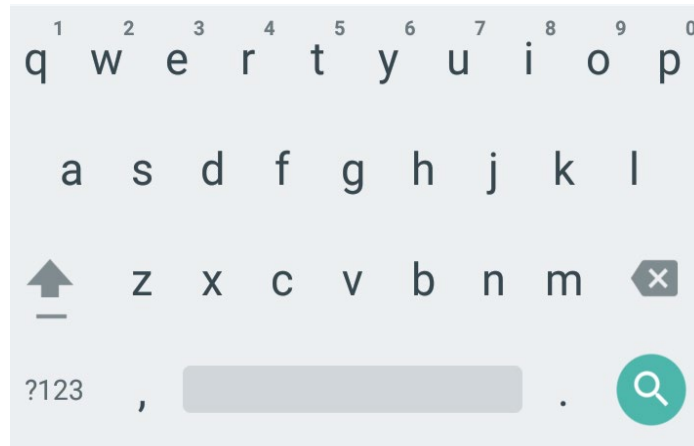 1 2 3 4 5 6 7 8 9 0
q w e r t y u i o p
a s d f g h j k l
z x c v b n m
?123 , .